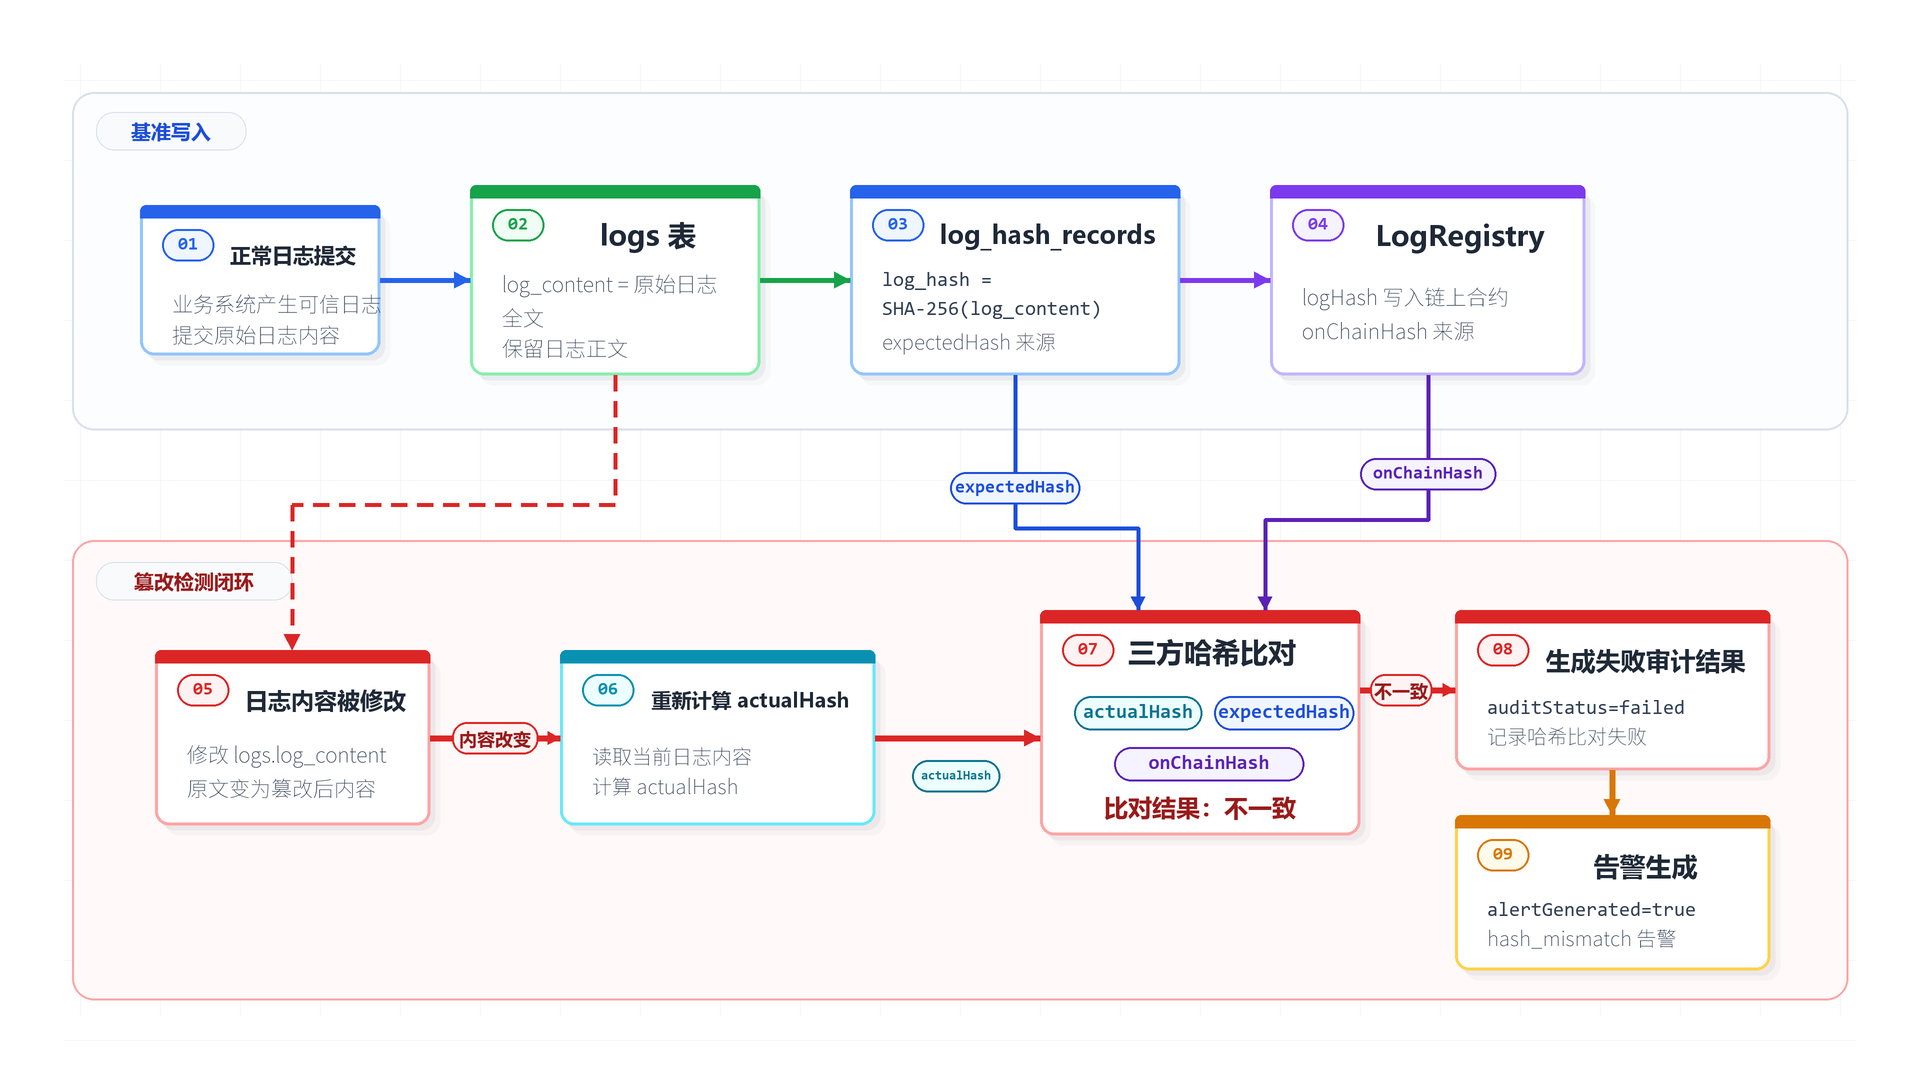 基准写入
01
正常日志提交
业务系统产生可信日志
提交原始日志内容
02
logs 表
log_content = 原始日志
全文
保留日志正文
03
log_hash_records
log_hash =
SHA-256(log_content)
expectedHash 来源
04
LogRegistry
logHash 写入链上合约
onChainHash 来源
expectedHash
onChainHash
篡改检测闭环
05
日志内容被修改
修改 logs.log_content
原文变为篡改后内容
内容改变
06
重新计算 actualHash
读取当前日志内容
计算 actualHash
actualHash
07
三方哈希比对
actualHash
expectedHash
onChainHash
比对结果：不一致
不一致
08
生成失败审计结果
auditStatus=failed
记录哈希比对失败
09
告警生成
alertGenerated=true
hash_mismatch 告警